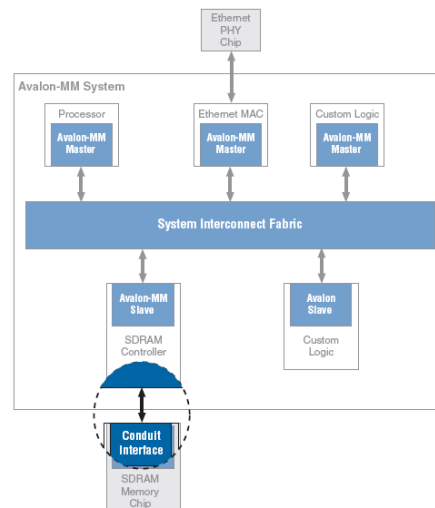 Ethernet
PHY
Chip
Avalon-MM System
Processor
Avalon-MM
Master
Ethernet MAC
Avalon-MM
Master
Custom Logic
Avalon-MM
Master
System Interconnect Fabric
Avalon-MM
Slave
SDRAM
Controller
Avalon
Slave
Custom
Logic
Conduit
Interface
SDRAM
Memory
Chip